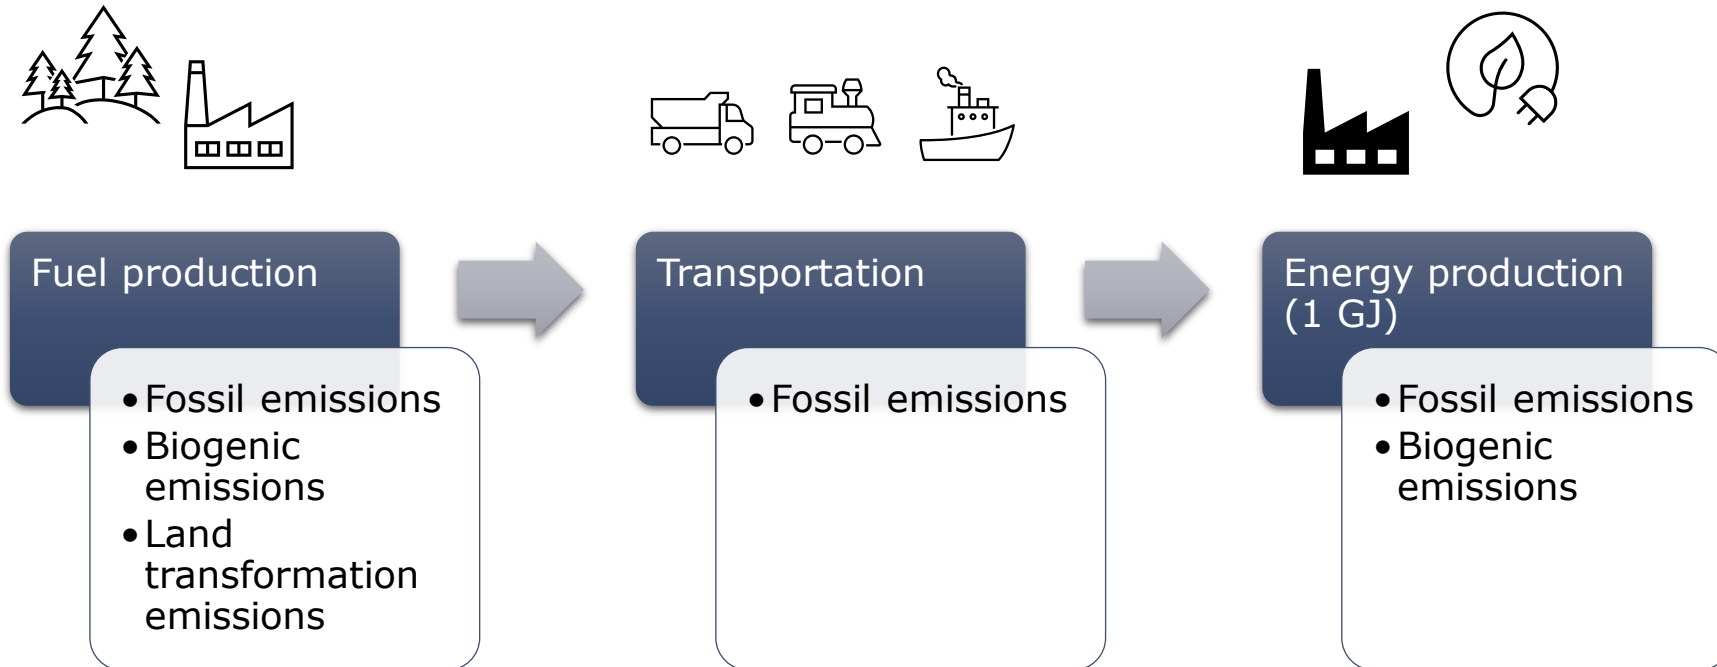 Fuel production
• Fossil emissions
• Biogenic
emissions
• Land
transformation
emissions
Transportation
• Fossil emissions
Energy production
(1 GJ)
• Fossil emissions
• Biogenic
emissions